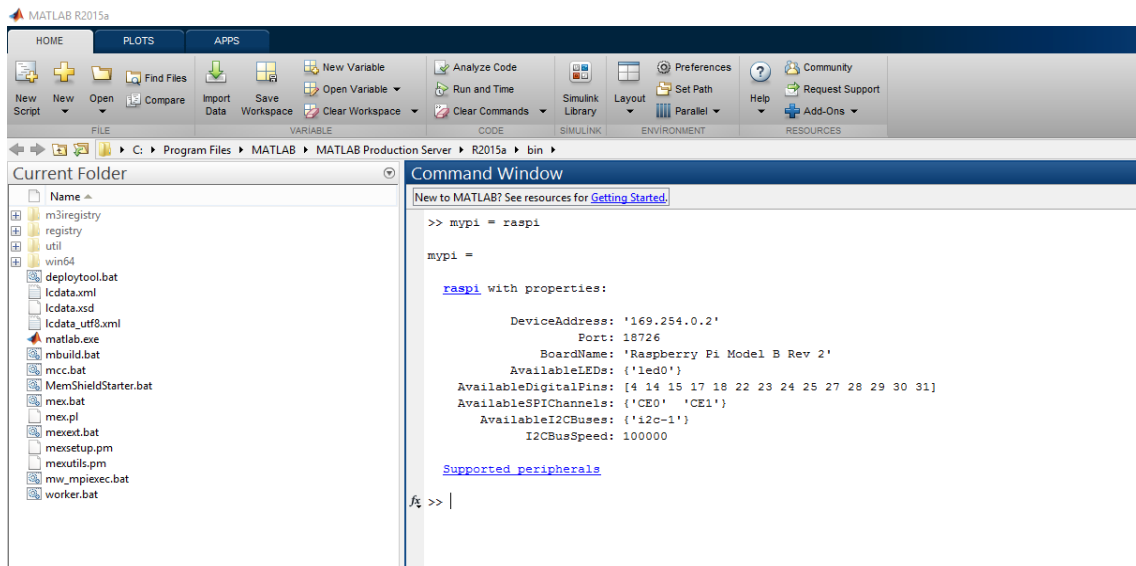 MATLAB R2015a
HOME PLOTS APPS
New Script
New
Open
Find Files
Compare
Import Data
Save Workspace
New Variable
Open Variable
Clear Workspace
Analyze Code
Run and Time
Clear Commands
Simulink Library
Layout
Preferences
Set Path
Parallel
Help
Community
Request Support
Add-Ons
FILE VARIABLE CODE SIMULINK ENVIRONMENT RESOURCES
C: Program Files MATLAB MATLAB Production Server R2015a bin
Current Folder
Name
m3iregistry
registry
util
win64
deploytool.bat
lcdata.xml
lcdata.xsd
lcdata_utf8.xml
matlab.exe
mbuild.bat
mcc.bat
MemShieldStarter.bat
mex.bat
mex.pl
mexext.bat
mexsetup.pm
mexutils.pm
mw_mpiexec.bat
worker.bat
Command Window
New to MATLAB? See resources for Getting Started.
>> mypi = raspi
mypi =
raspi with properties:
DeviceAddress: '169.254.0.2'
Port: 18726
BoardName: 'Raspberry Pi Model B Rev 2'
AvailableLEDs: {'led0'}
AvailableDigitalPins: [4 14 15 17 18 22 23 24 25 27 28 29 30 31]
AvailableSPIChannels: {'CE0' 'CE1'}
AvailableI2CBuses: {'i2c-1'}
I2CBusSpeed: 100000
Supported peripherals
fx >>